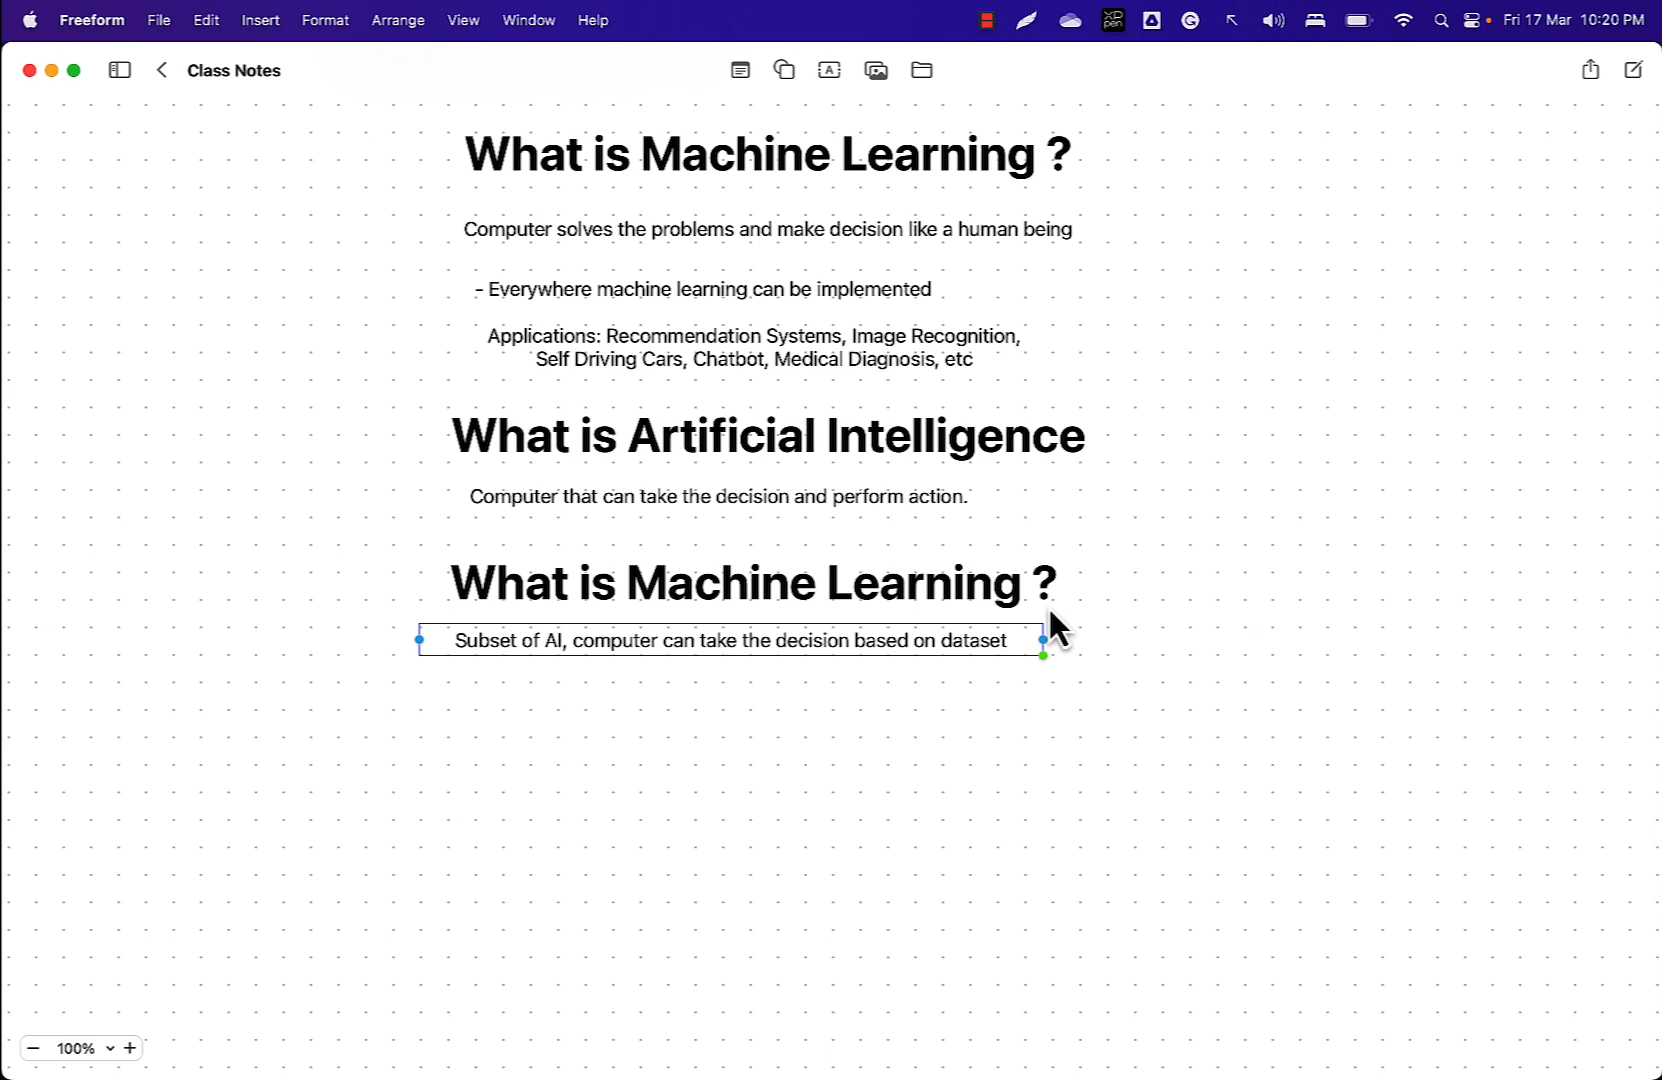 Freeform File Edit Insert Format Arrange View Window Help XP pen Fri 17 Mar 10:20 PM
Class Notes
What is Machine Learning ?
Computer solves the problems and make decision like a human being
- Everywhere machine learning can be implemented
Applications: Recommendation Systems, Image Recognition,
Self Driving Cars, Chatbot, Medical Diagnosis, etc
What is Artificial Intelligence
Computer that can take the decision and perform action.
What is Machine Learning ?
Subset of AI, computer can take the decision based on dataset
100%